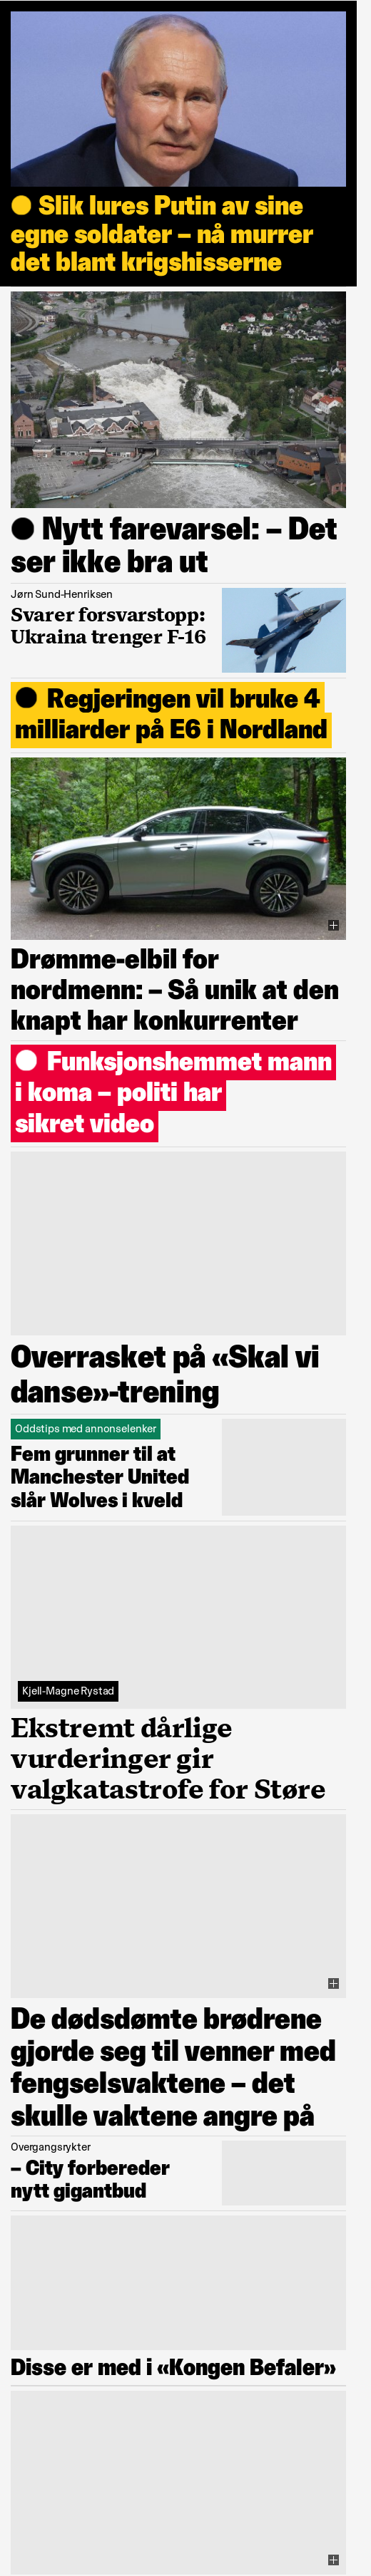 Slik lures Putin av sine
egne soldater – nå murrer
det blant krigshisserne
Nytt farevarsel: – Det
ser ikke bra ut
Jørn Sund-Henriksen
Svarer forsvarstopp:
Ukraina trenger F-16
Regjeringen vil bruke 4
milliarder på E6 i Nordland
Drømme-elbil for
nordmenn: – Så unik at den
knapt har konkurrenter
Funksjonshemmet mann
i koma – politi har
sikret video
Overrasket på «Skal vi
danse»-trening
Oddstips med annonselenker
Fem grunner til at
Manchester United
slår Wolves i kveld
Kjell-Magne Rystad
Ekstremt dårlige
vurderinger gir
valgkatastrofe for Støre
De dødsdømte brødrene
gjorde seg til venner med
fengselsvaktene – det
skulle vaktene angre på
Overgangsrykter
– City forbereder
nytt gigantbud
Disse er med i «Kongen Befaler»